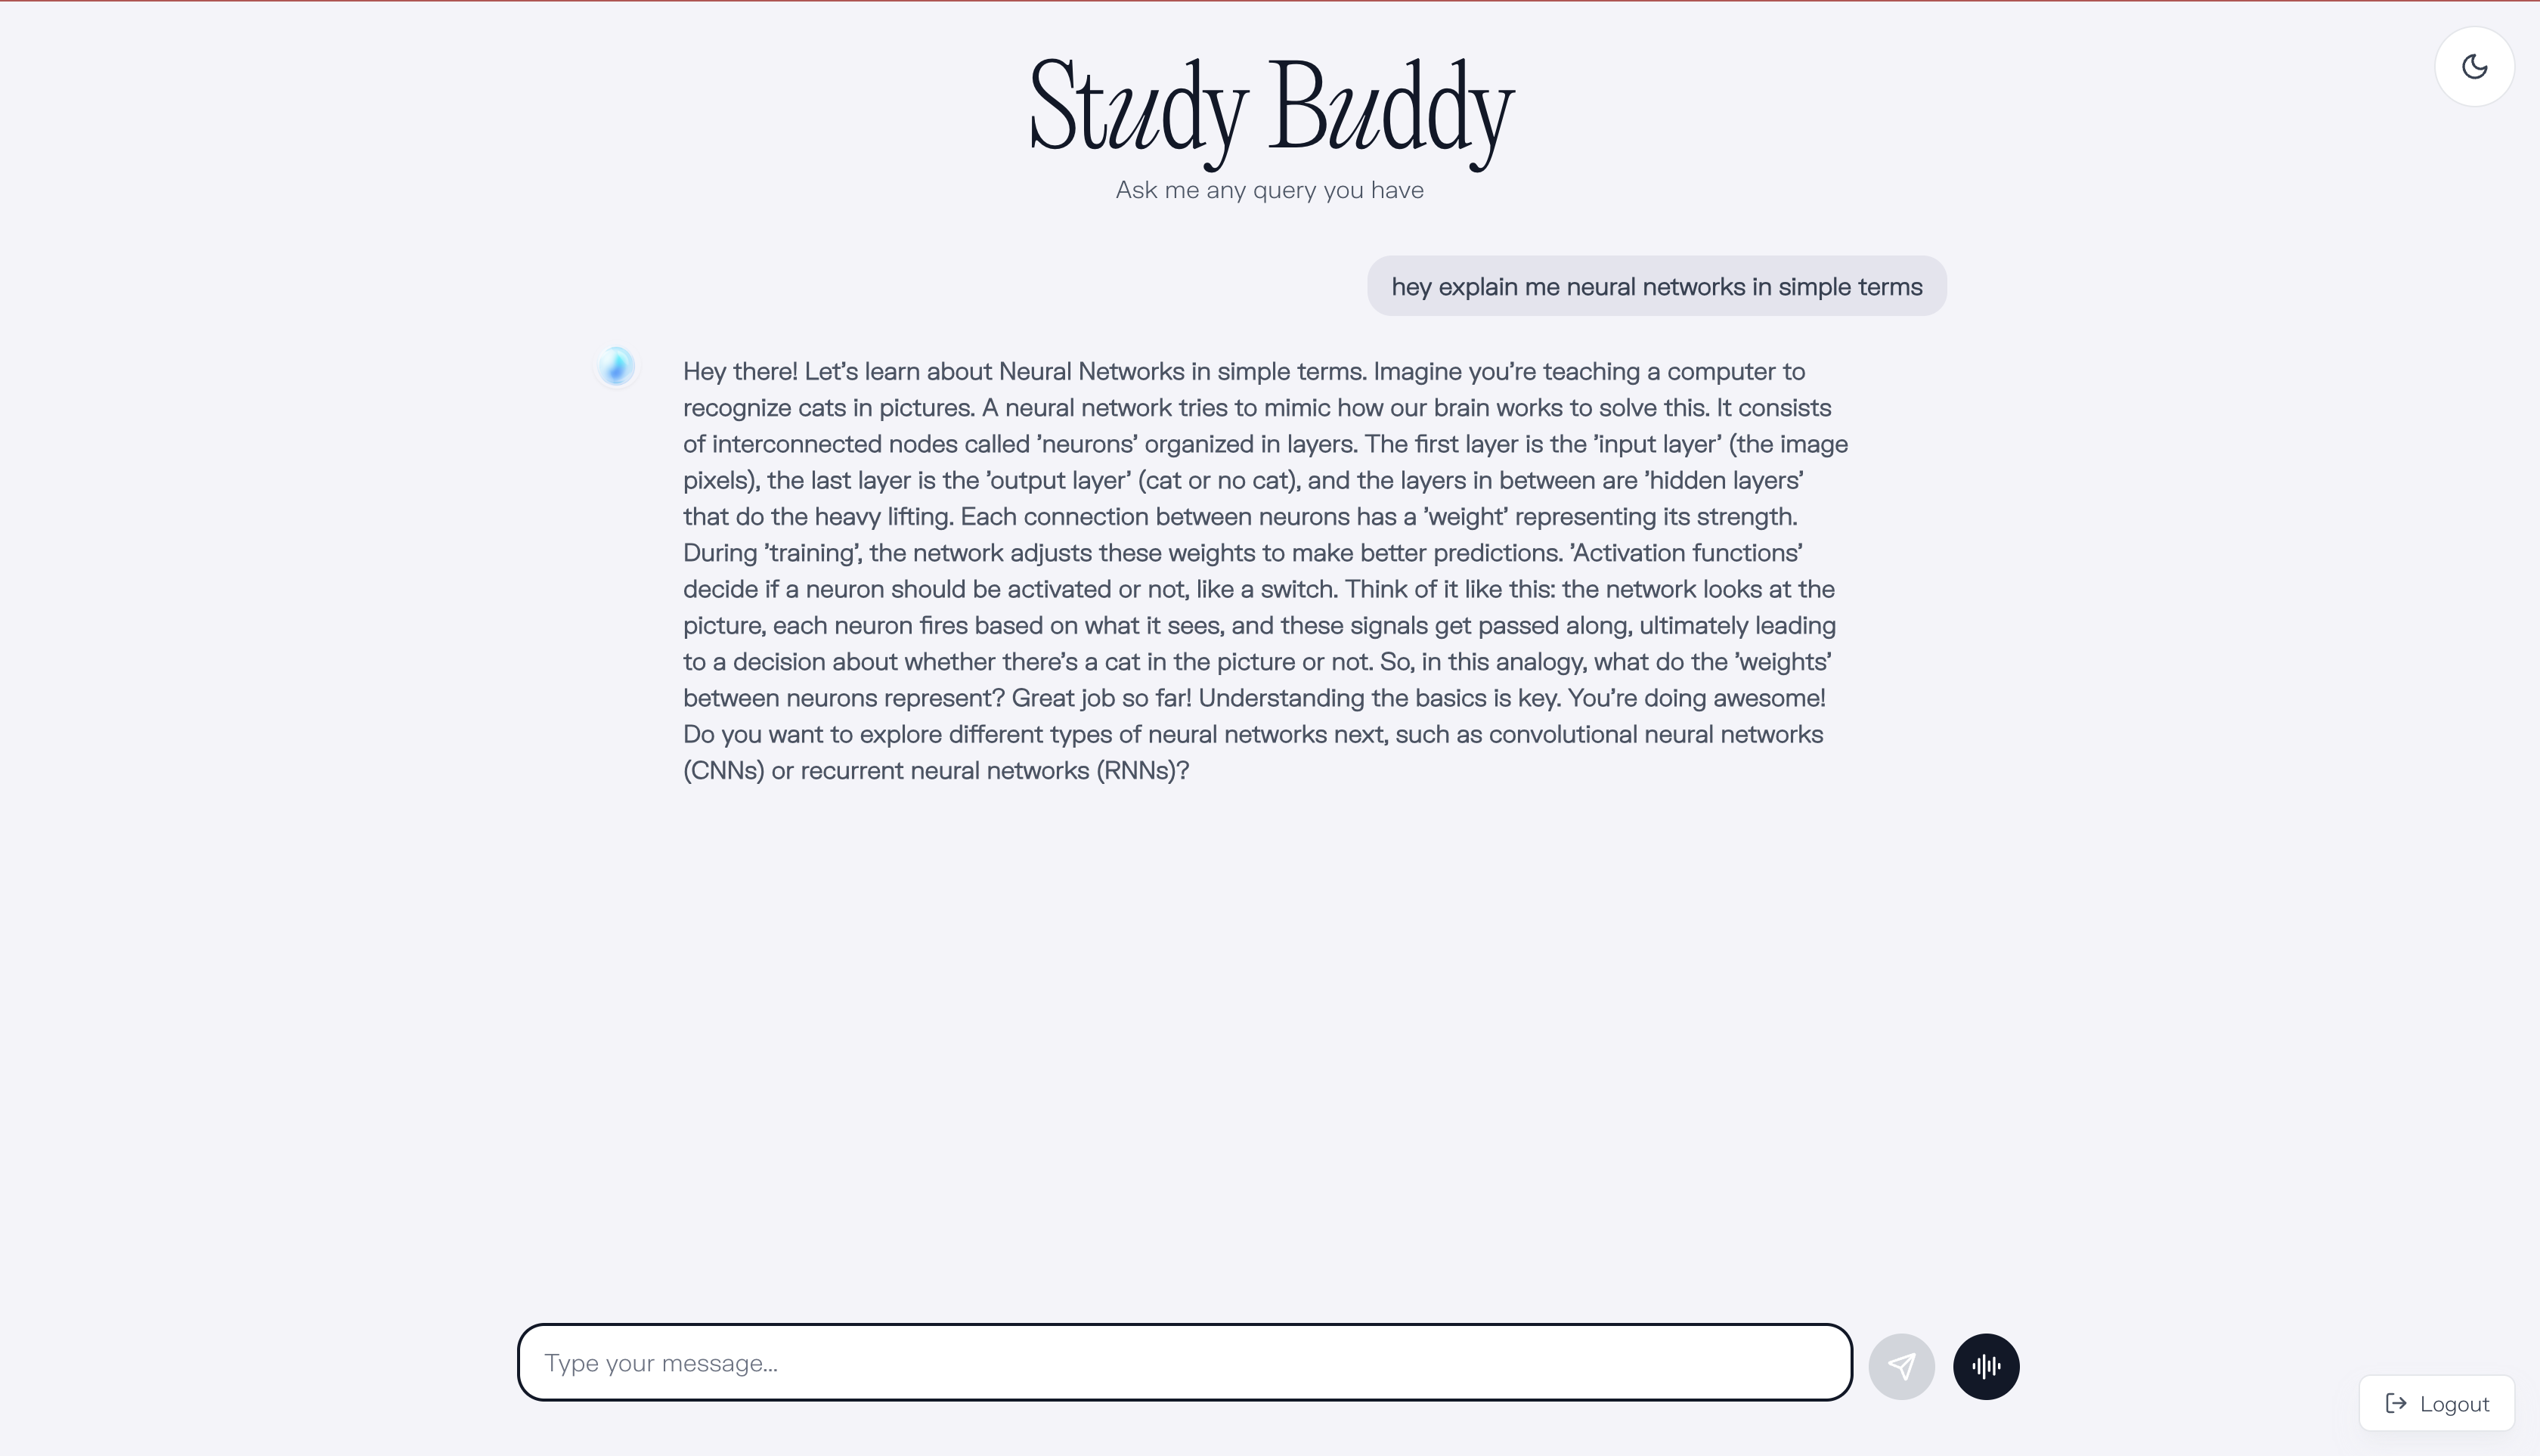 Study Buddy
Ask me any query you have
hey explain me neural networks in simple terms
Hey there! Let’s learn about Neural Networks in simple terms. Imagine you’re teaching a computer to
recognize cats in pictures. A neural network tries to mimic how our brain works to solve this. It consists
of interconnected nodes called ’neurons’ organized in layers. The first layer is the ’input layer’ (the image
pixels), the last layer is the ’output layer’ (cat or no cat), and the layers in between are ’hidden layers’
that do the heavy lifting. Each connection between neurons has a ’weight’ representing its strength.
During ’training’, the network adjusts these weights to make better predictions. ’Activation functions’
decide if a neuron should be activated or not, like a switch. Think of it like this: the network looks at the
picture, each neuron fires based on what it sees, and these signals get passed along, ultimately leading
to a decision about whether there’s a cat in the picture or not. So, in this analogy, what do the ’weights’
between neurons represent? Great job so far! Understanding the basics is key. You’re doing awesome!
Do you want to explore different types of neural networks next, such as convolutional neural networks
(CNNs) or recurrent neural networks (RNNs)?
Type your message...
Logout